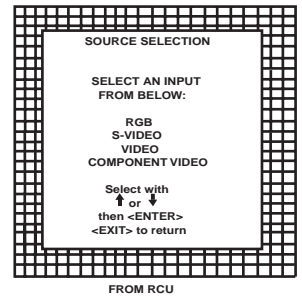 SOURCE SELECTION
SELECT AN INPUT
FROM BELOW:
RGB
S-VIDEO
VIDEO
COMPONENT VIDEO
Select with
↑ or ↓
then <ENTER>
<EXIT> to return
FROM RCU